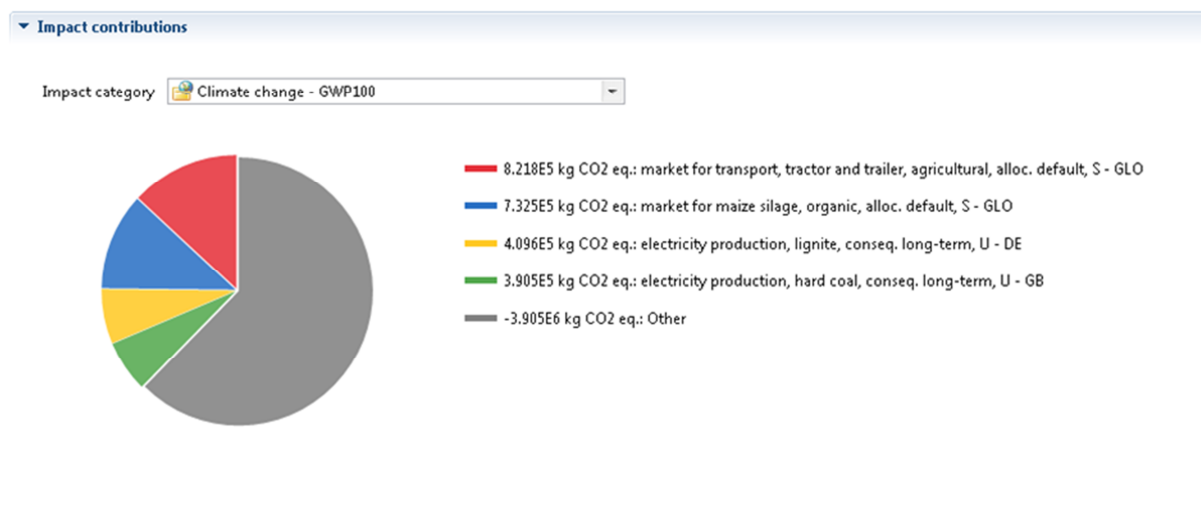 Impact contributions
Impact category Climate change - GWP100
8.218E5 kg CO2 eq.: market for transport, tractor and trailer, agricultural, alloc. default, S - GLO
7.325E5 kg CO2 eq.: market for maize silage, organic, alloc. default, S - GLO
4.096E5 kg CO2 eq.: electricity production, lignite, conseq. long-term, U - DE
3.905E5 kg CO2 eq.: electricity production, hard coal, conseq. long-term, U - GB
-3.905E6 kg CO2 eq.: Other